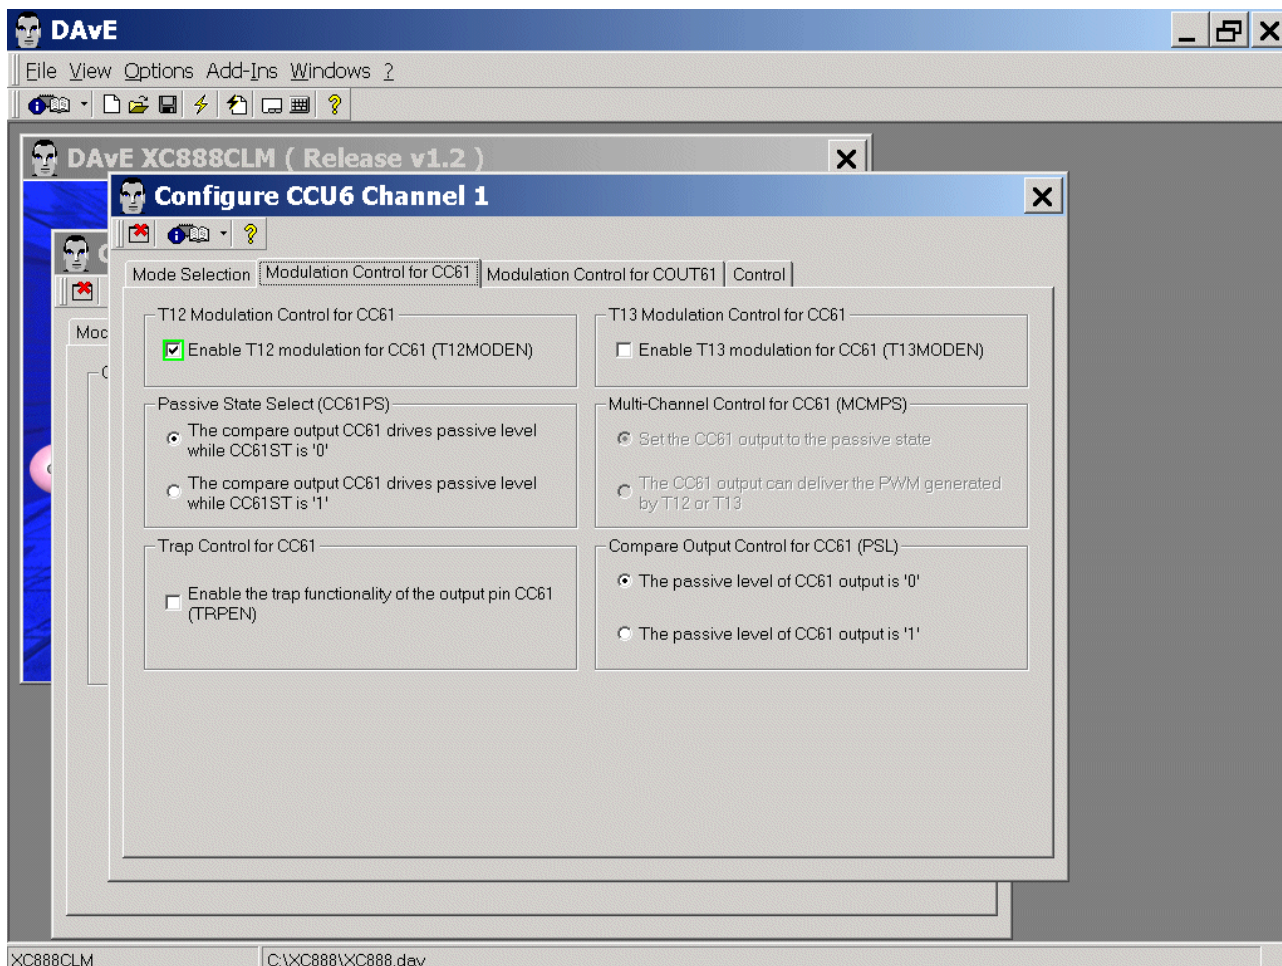 DAvE
File View Options Add-Ins Windows ?
DAvE XC888CLM ( Release v1.2 )
Configure CCU6 Channel 1
Mode Selection Modulation Control for CC61 Modulation Control for COUT61 Control
T12 Modulation Control for CC61
Enable T12 modulation for CC61 (T12MODEN)
T13 Modulation Control for CC61
Enable T13 modulation for CC61 (T13MODEN)
Passive State Select (CC61PS)
The compare output CC61 drives passive level
while CC61ST is '0'
The compare output CC61 drives passive level
while CC61ST is '1'
Multi-Channel Control for CC61 (MCMPS)
Set the CC61 output to the passive state
The CC61 output can deliver the PWM generated
by T12 or T13
Trap Control for CC61
Enable the trap functionality of the output pin CC61
(TRPEN)
Compare Output Control for CC61 (PSL)
The passive level of CC61 output is '0'
The passive level of CC61 output is '1'
XC888CLM
C:\XC888\XC888.dav